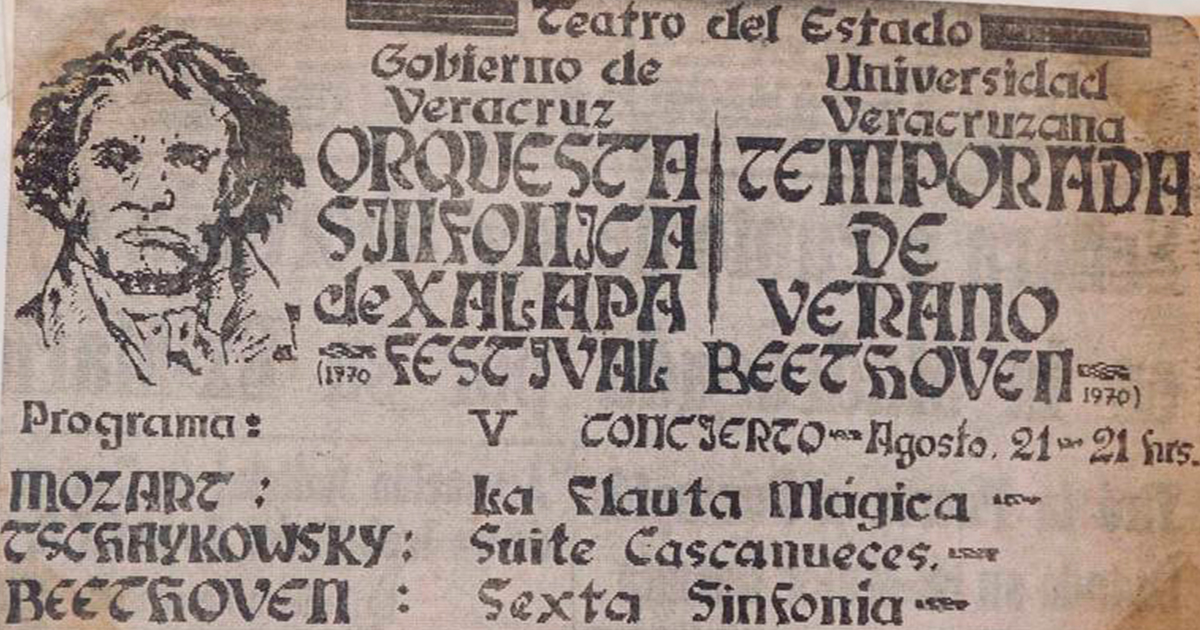 Teatro del Estado
Gobierno de Veracruz
Universidad Veracruzana
ORQUESTA SINFONICA de XALAPA
TEMPORADA DE VERANO
(1770 FESTIVAL BEETHOVEN 1970)
Programa: V CONCIERTO Agosto. 21 - 21 hrs.
MOZART : La Flauta Mágica
TSCHAYKOWSKY: Suite Cascanueces.
BEETHOVEN : Sexta Sinfonia